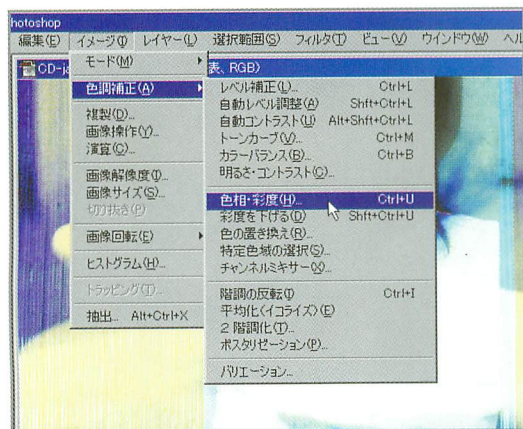 hotoshop
編集(E) イメージ(I) レイヤー(L) 選択範囲(S) フィルタ(T) ビュー(V) ウインドウ(W) ヘル
CD-ja
表、RGB)
モード(M)
色調補正(A)
複製(D)...
画像操作(Y)...
演算(C)...
画像解像度(I)...
画像サイズ(S)...
切り抜き(P)
画像回転(E)
ヒストグラム(H)...
トラッピング(T)...
抽出... Alt+Ctrl+X
レベル補正(L)... Ctrl+L
自動レベル調整(A) Shft+Ctrl+L
自動コントラスト(U) Alt+Shft+Ctrl+L
トーンカーブ(V)... Ctrl+M
カラーバランス(B)... Ctrl+B
明るさ・コントラスト(C)...
色相・彩度(H)... Ctrl+U
彩度を下げる(D) Shft+Ctrl+U
色の置き換え(R)...
特定色域の選択(S)...
チャンネルミキサー(X)...
階調の反転(I) Ctrl+I
平均化(イコライズ)(E)
2階調化(T)...
ポスタリゼーション(P)...
バリエーション...